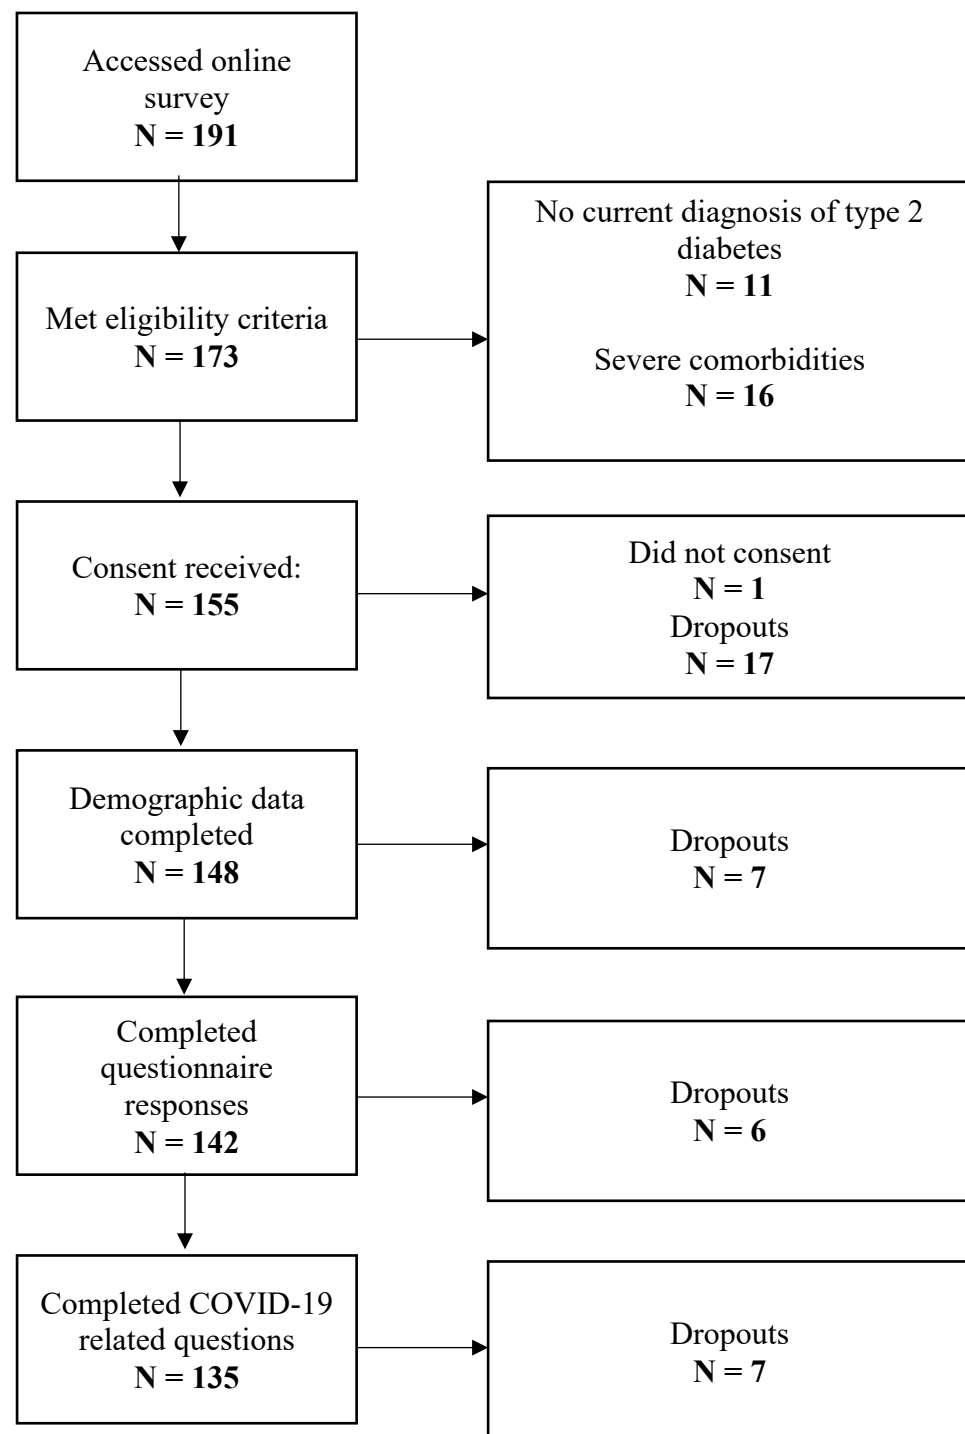 Accessed online
survey
N = 191
No current diagnosis of type 2
diabetes
N = 11
Severe comorbidities
N = 16
Met eligibility criteria
N = 173
Consent received:
N = 155
Did not consent
N = 1
Dropouts
N = 17
Demographic data
completed
N = 148
Dropouts
N = 7
Completed
questionnaire
responses
N = 142
Dropouts
N = 6
Completed COVID-19
related questions
N = 135
Dropouts
N = 7